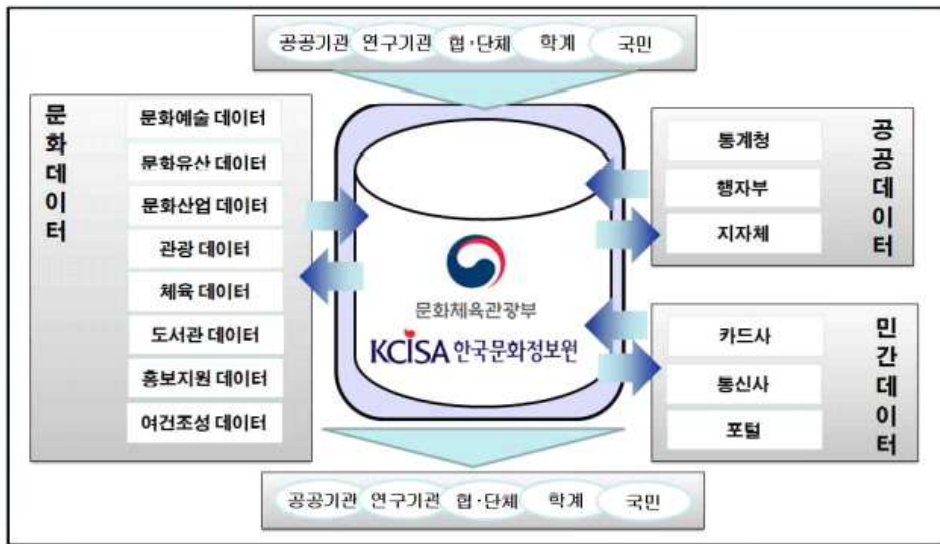 공공기관 연구기관 협·단체 학계 국민
문화데이터
문화예술 데이터
문화유산 데이터
문화산업 데이터
관광 데이터
체육 데이터
도서관 데이터
홍보지원 데이터
여건조성 데이터
문화체육관광부
KCISA 한국문화정보원
공공데이터
통계청
행자부
지자체
민간데이터
카드사
통신사
포털
공공기관 연구기관 협·단체 학계 국민